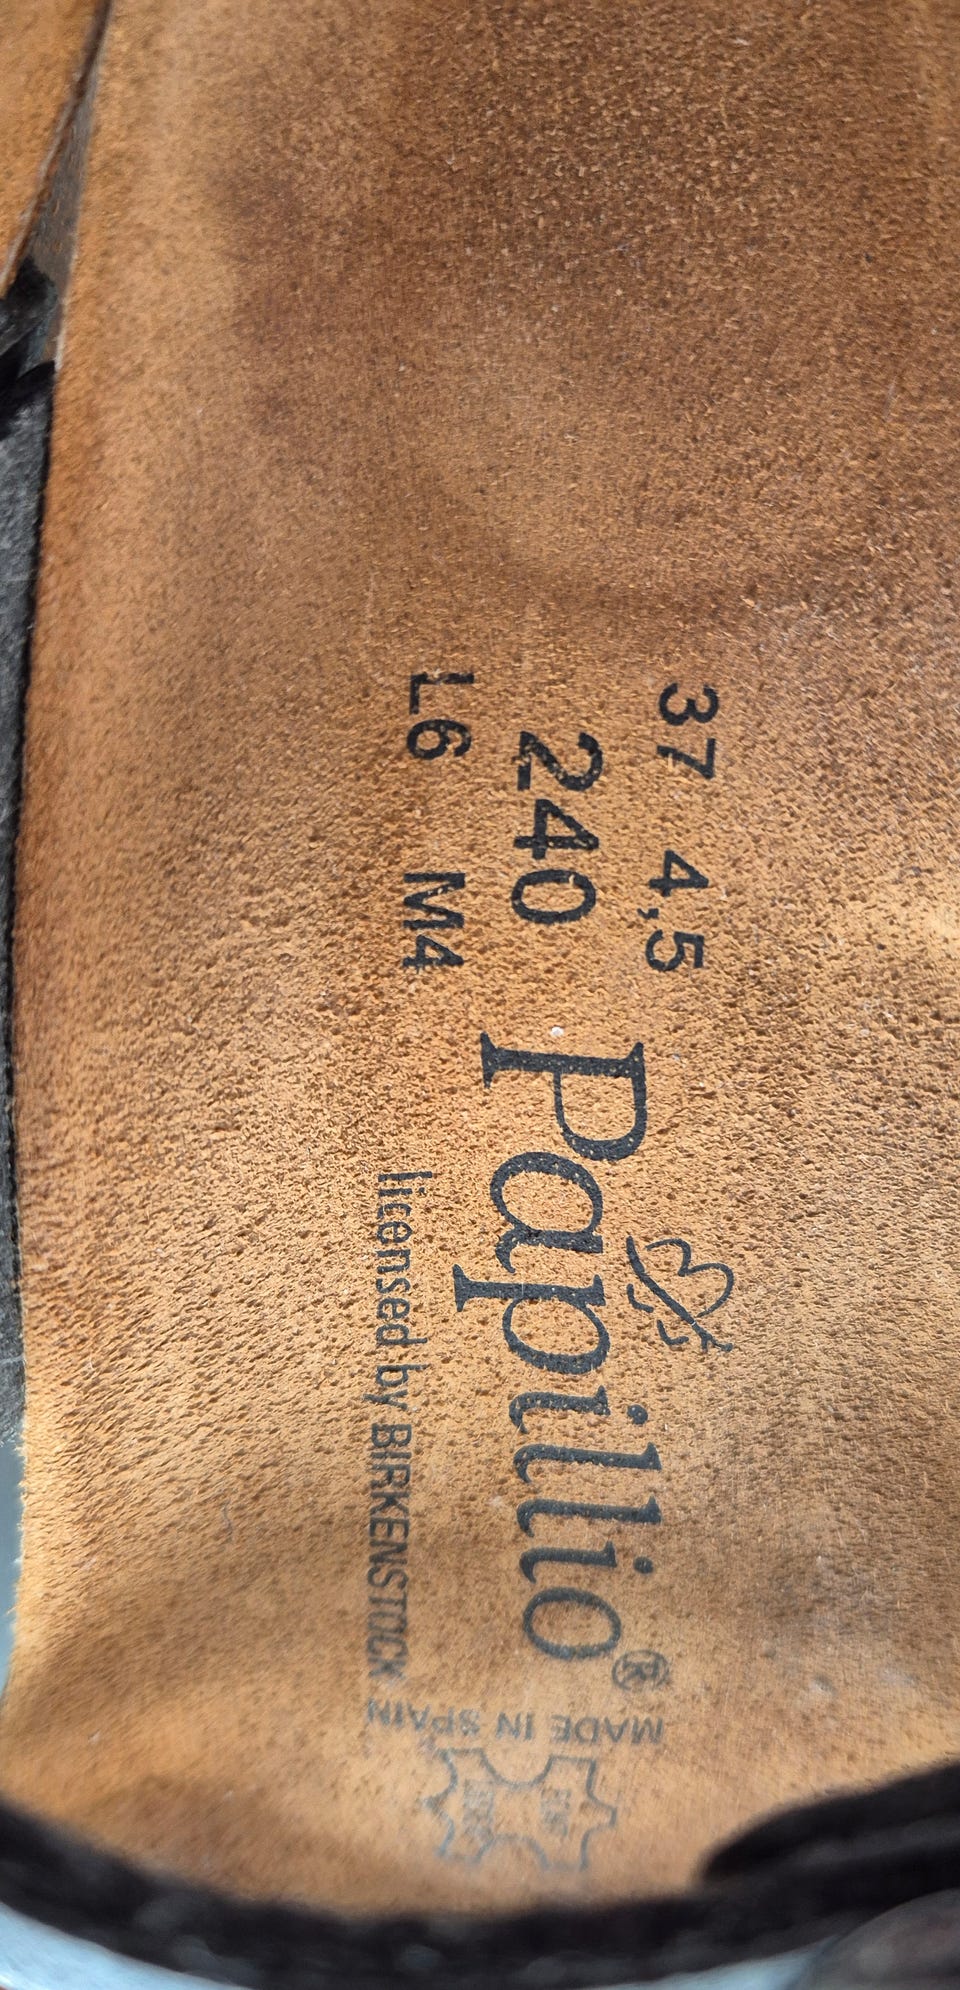 37 4,5
240
L6 M4
Papillio®
licensed by BIRKENSTOCK
MADE IN SPAIN